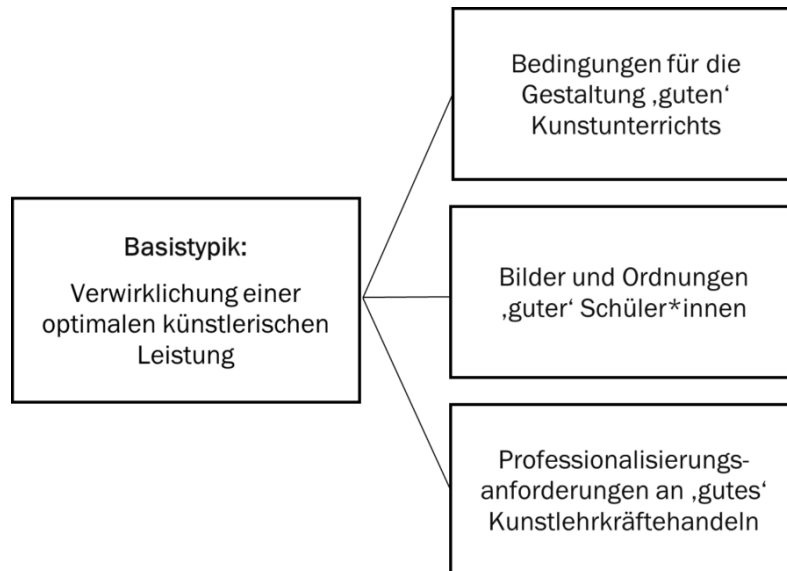 Basistypik:
Verwirklichung einer
optimalen künstlerischen
Leistung
Bedingungen für die
Gestaltung ‚guten‘
Kunstunterrichts
Bilder und Ordnungen
‚guter‘ Schüler*innen
Professionalisierungs-
anforderungen an ‚gutes‘
Kunstlehrkräftehandeln